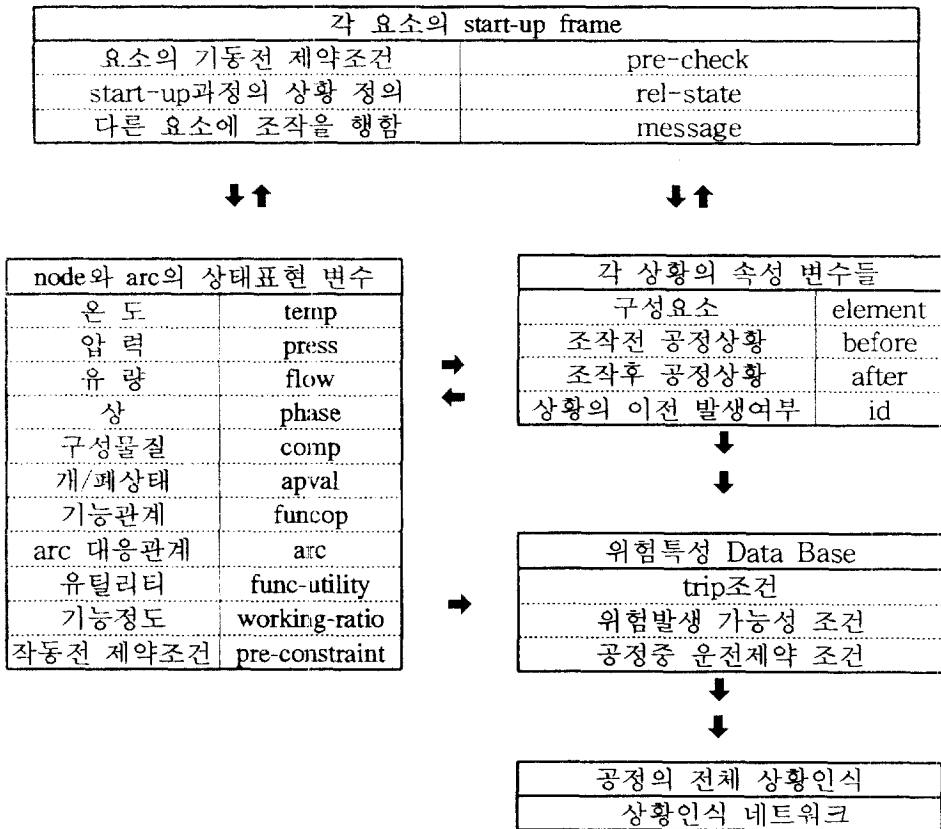 각 요소의 start-up frame
요소의 기동전 제약조건 pre-check
start-up과정의 상황 정의 rel-state
다른 요소에 조작을 행함 message
node와 arc의 상태표현 변수
온 도 temp
압 력 press
유 량 flow
상 phase
구성물질 comp
개/폐상태 apval
기능관계 funcop
arc 대응관계 arc
유틸리티 func-utility
기능정도 working-ratio
작동전 제약조건 pre-constraint
각 상황의 속성 변수들
구성요소 element
조작전 공정상황 before
조작후 공정상황 after
상황의 이전 발생여부 id
위험특성 Data Base
trip조건
위험발생 가능성 조건
공정중 운전제약 조건
공정의 전체 상황인식
상황인식 네트워크